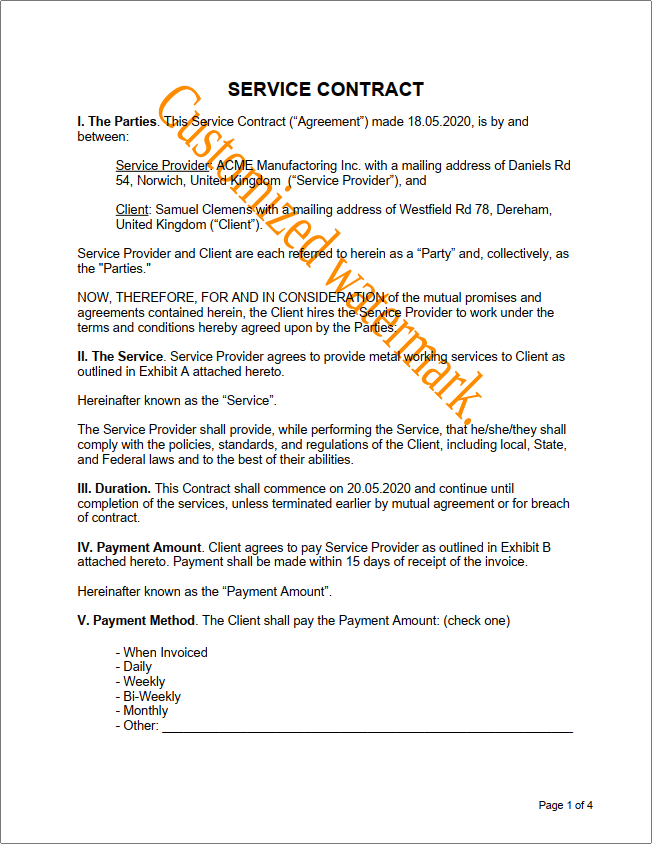 SERVICE CONTRACT
I. The Parties. This Service Contract (“Agreement”) made 18.05.2020, is by and
between:
Service Provider: ACME Manufactoring Inc. with a mailing address of Daniels Rd
54, Norwich, United Kingdom (“Service Provider”), and
Client: Samuel Clemens with a mailing address of Westfield Rd 78, Dereham,
United Kingdom (“Client”).
Service Provider and Client are each referred to herein as a “Party” and, collectively, as
the "Parties."
NOW, THEREFORE, FOR AND IN CONSIDERATION of the mutual promises and
agreements contained herein, the Client hires the Service Provider to work under the
terms and conditions hereby agreed upon by the Parties:
II. The Service. Service Provider agrees to provide metal working services to Client as
outlined in Exhibit A attached hereto.
Hereinafter known as the “Service”.
The Service Provider shall provide, while performing the Service, that he/she/they shall
comply with the policies, standards, and regulations of the Client, including local, State,
and Federal laws and to the best of their abilities.
III. Duration. This Contract shall commence on 20.05.2020 and continue until
completion of the services, unless terminated earlier by mutual agreement or for breach
of contract.
IV. Payment Amount. Client agrees to pay Service Provider as outlined in Exhibit B
attached hereto. Payment shall be made within 15 days of receipt of the invoice.
Hereinafter known as the “Payment Amount”.
V. Payment Method. The Client shall pay the Payment Amount: (check one)
- When Invoiced
- Daily
- Weekly
- Bi-Weekly
- Monthly
- Other: ____________________________________________________________
Page 1 of 4
Customized watermark.